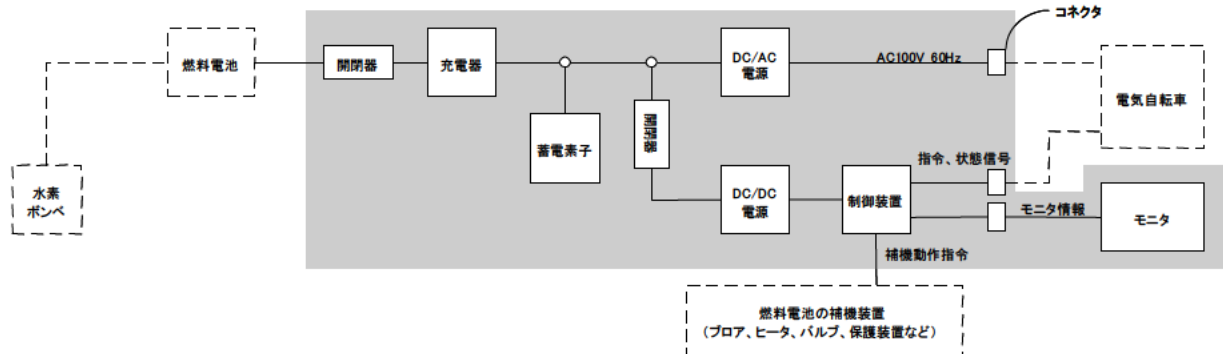 コネクタ
燃料電池
開閉器
充電器
DC/AC
電源
AC100V 60Hz
電気自転車
蓄電素子
開閉器
指令、状態信号
水素
ボンベ
DC/DC
電源
制御装置
モニタ情報
モニタ
補機動作指令
燃料電池の補機装置
（ブロア、ヒータ、バルブ、保護装置など）